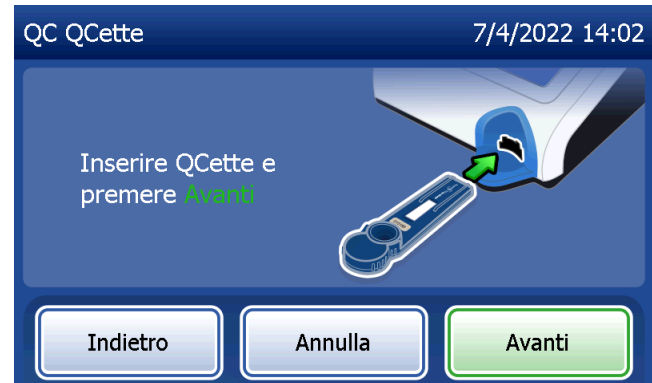 QC QCette
7/4/2022 14:02
Inserire QCette e
premere Avanti
Indietro
Annulla
Avanti